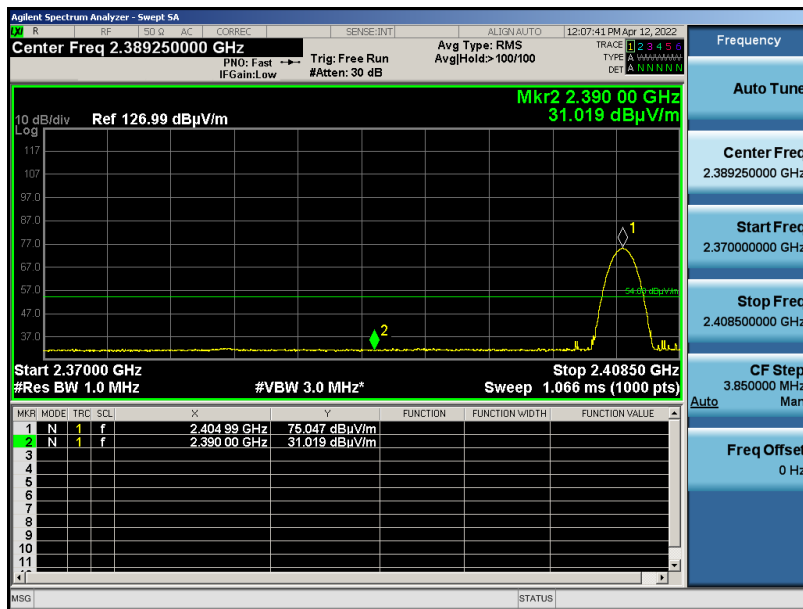 Agilent Spectrum Analyzer - Swept SA
LXI R RF 50 Ω AC CORREC SENSE:INT ALIGN AUTO 12:07:41 PM Apr 12, 2022
Center Freq 2.389250000 GHz
PNO: Fast
IFGain:Low
Trig: Free Run
#Atten: 30 dB
Avg Type: RMS
Avg|Hold:>100/100
TRACE 1 2 3 4 5 6
TYPE A
DET A N N N N N
Mkr2 2.390 00 GHz
31.019 dBµV/m
10 dB/div Ref 126.99 dBµV/m
Log
117
107
97.0
87.0
77.0
67.0
57.0
47.0
37.0
1
2
54.00 dBµV/m
Start 2.37000 GHz Stop 2.40850 GHz
#Res BW 1.0 MHz #VBW 3.0 MHz* Sweep 1.066 ms (1000 pts)
MKR MODE TRC SCL X Y FUNCTION FUNCTION WIDTH FUNCTION VALUE
1 N 1 f 2.404 99 GHz 75.047 dBµV/m
2 N 1 f 2.390 00 GHz 31.019 dBµV/m
3
4
5
6
7
8
9
10
11
MSG STATUS
Frequency
Auto Tune
Center Freq
2.389250000 GHz
Start Freq
2.370000000 GHz
Stop Freq
2.408500000 GHz
CF Step
3.850000 MHz
Auto Man
Freq Offset
0 Hz